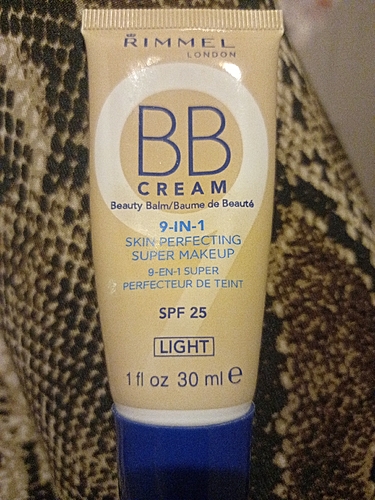 RIMMEL
LONDON
BB
CREAM
Beauty Balm/Baume de Beauté
9-IN-1
SKIN PERFECTING
SUPER MAKEUP
9-EN-1 SUPER
PERFECTEUR DE TEINT
SPF 25
LIGHT
1 fl oz 30 ml ℮